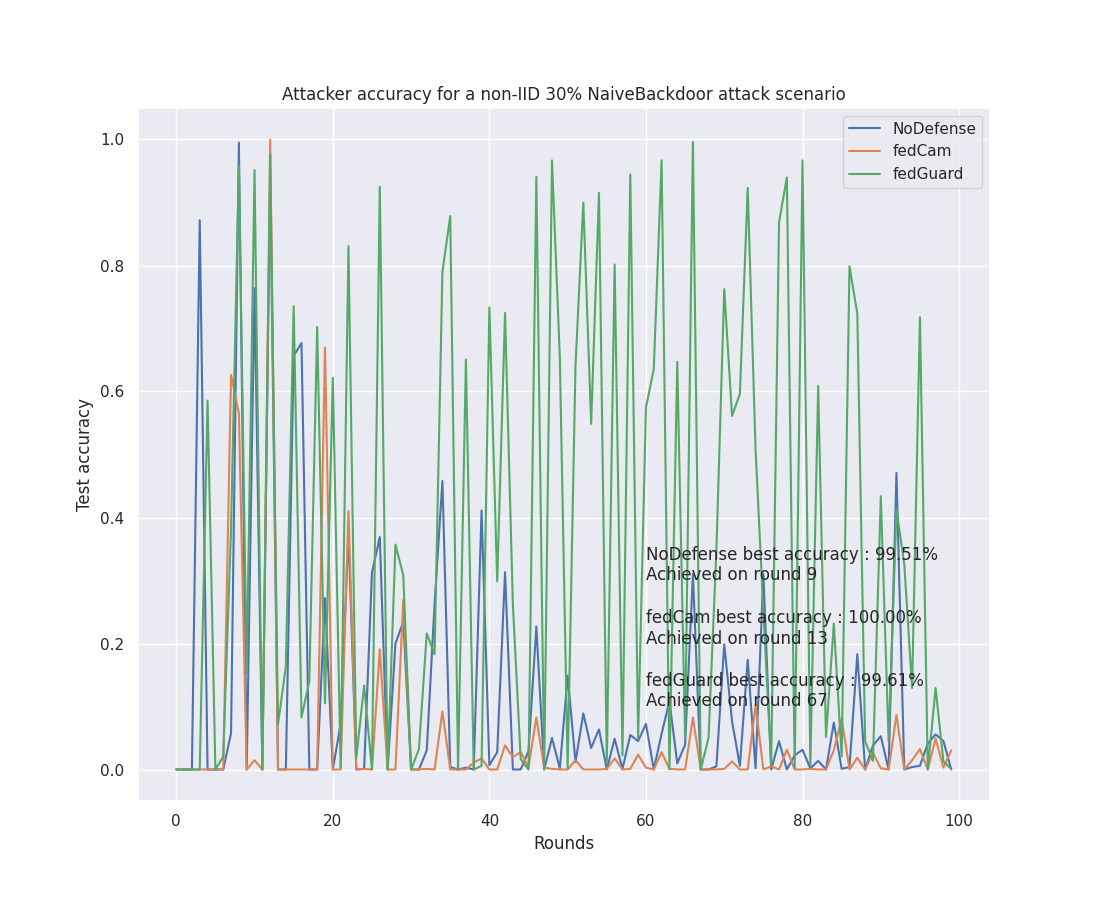 Attacker accuracy for a non-IID 30% NaiveBackdoor attack scenario
NoDefense
fedCam
fedGuard
1.0
0.8
0.6
0.4
0.2
0.0
Test accuracy
NoDefense best accuracy : 99.51%
Achieved on round 9
fedCam best accuracy : 100.00%
Achieved on round 13
fedGuard best accuracy : 99.61%
Achieved on round 67
0 20 40 60 80 100
Rounds